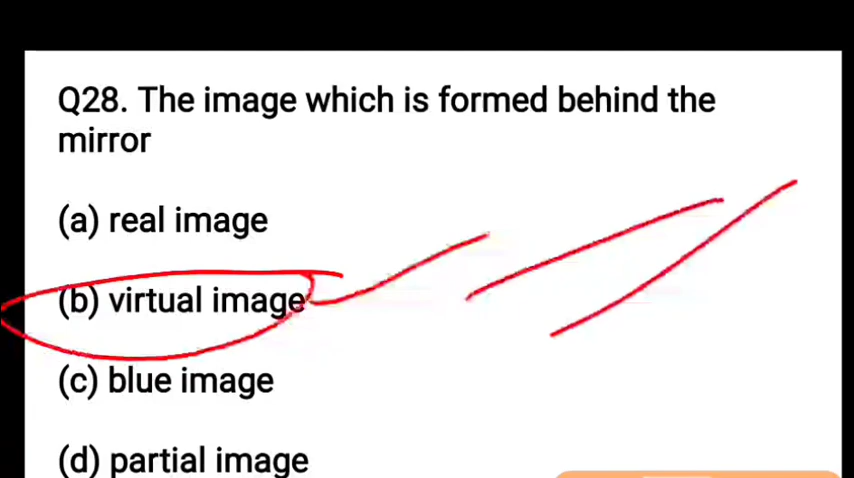 Q28. The image which is formed behind the
mirror
(a) real image
(b) virtual image
(c) blue image
(d) partial image